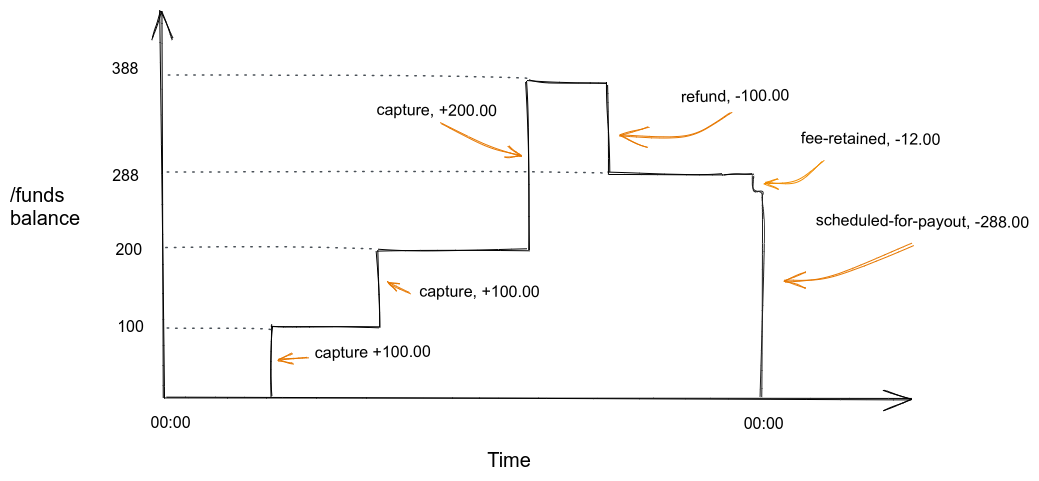 388
refund, -100.00
capture, +200.00
fee-retained, -12.00
288
/funds
balance
scheduled-for-payout, -288.00
200
capture, +100.00
100
capture +100.00
00:00
00:00
Time